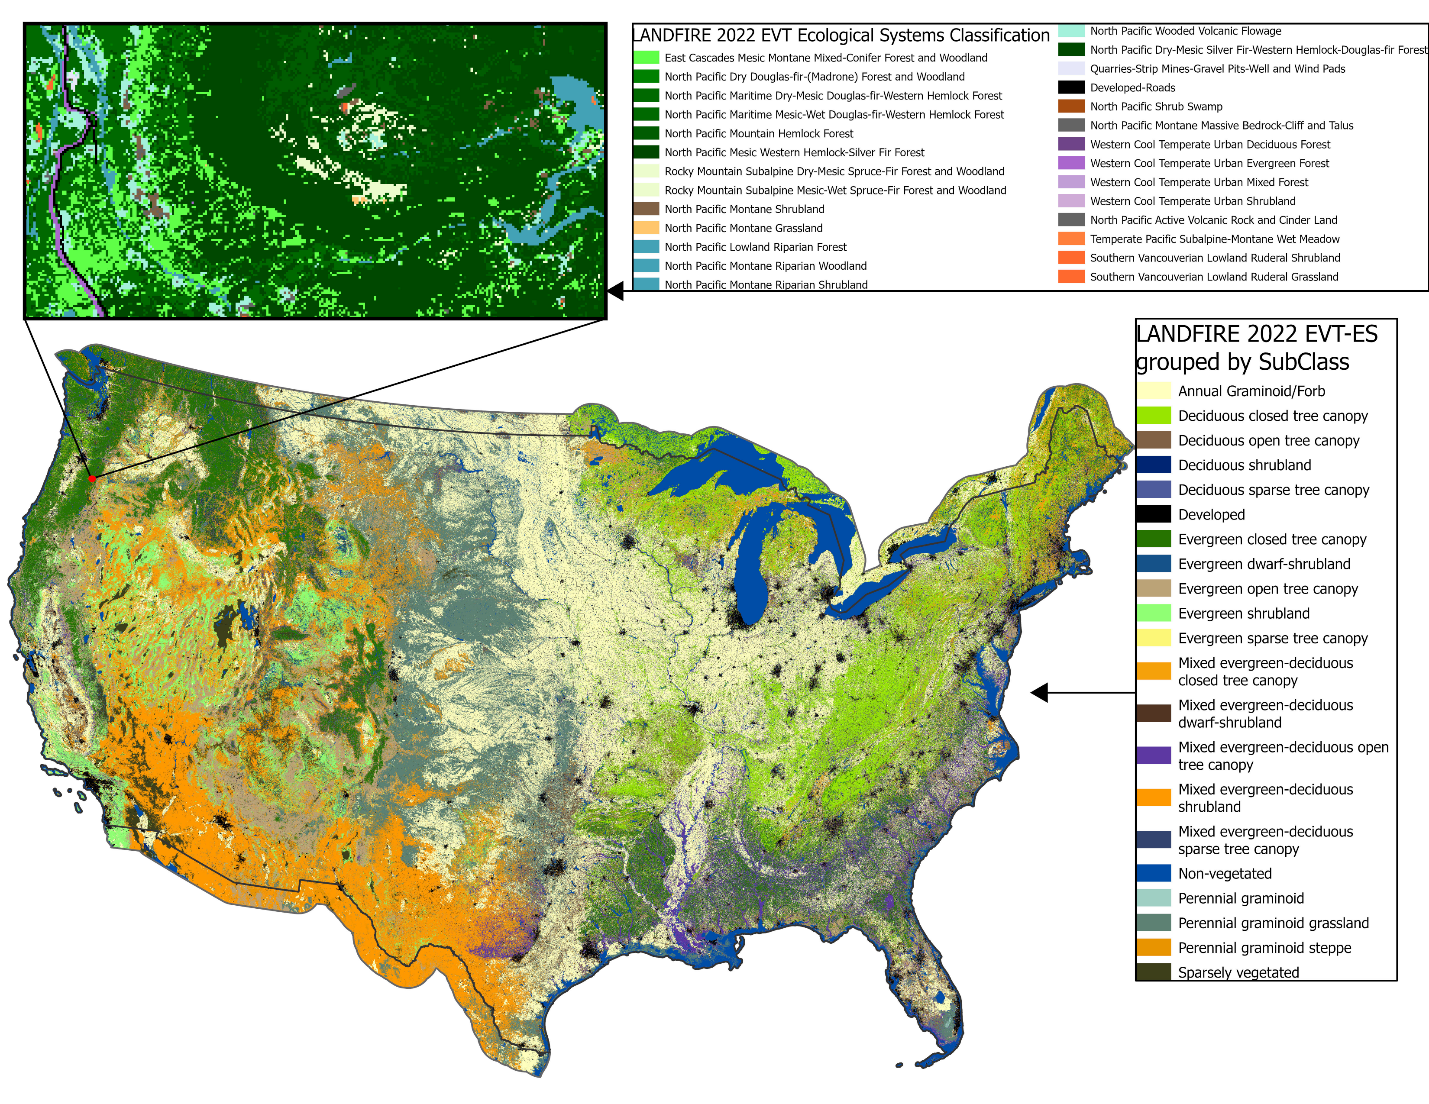 LANDFIRE 2022 EVT Ecological Systems Classification
East Cascades Mesic Montane Mixed-Conifer Forest and Woodland
North Pacific Dry Douglas-fir-(Madrone) Forest and Woodland
North Pacific Maritime Dry-Mesic Douglas-fir-Western Hemlock Forest
North Pacific Maritime Mesic-Wet Douglas-fir-Western Hemlock Forest
North Pacific Mountain Hemlock Forest
North Pacific Mesic Western Hemlock-Silver Fir Forest
Rocky Mountain Subalpine Dry-Mesic Spruce-Fir Forest and Woodland
Rocky Mountain Subalpine Mesic-Wet Spruce-Fir Forest and Woodland
North Pacific Montane Shrubland
North Pacific Montane Grassland
North Pacific Lowland Riparian Forest
North Pacific Montane Riparian Woodland
North Pacific Montane Riparian Shrubland
North Pacific Wooded Volcanic Flowage
North Pacific Dry-Mesic Silver Fir-Western Hemlock-Douglas-fir Forest
Quarries-Strip Mines-Gravel Pits-Well and Wind Pads
Developed-Roads
North Pacific Shrub Swamp
North Pacific Montane Massive Bedrock-Cliff and Talus
Western Cool Temperate Urban Deciduous Forest
Western Cool Temperate Urban Evergreen Forest
Western Cool Temperate Urban Mixed Forest
Western Cool Temperate Urban Shrubland
North Pacific Active Volcanic Rock and Cinder Land
Temperate Pacific Subalpine-Montane Wet Meadow
Southern Vancouverian Lowland Ruderal Shrubland
Southern Vancouverian Lowland Ruderal Grassland
LANDFIRE 2022 EVT-ES
grouped by SubClass
Annual Graminoid/Forb
Deciduous closed tree canopy
Deciduous open tree canopy
Deciduous shrubland
Deciduous sparse tree canopy
Developed
Evergreen closed tree canopy
Evergreen dwarf-shrubland
Evergreen open tree canopy
Evergreen shrubland
Evergreen sparse tree canopy
Mixed evergreen-deciduous
closed tree canopy
Mixed evergreen-deciduous
dwarf-shrubland
Mixed evergreen-deciduous open
tree canopy
Mixed evergreen-deciduous
shrubland
Mixed evergreen-deciduous
sparse tree canopy
Non-vegetated
Perennial graminoid
Perennial graminoid grassland
Perennial graminoid steppe
Sparsely vegetated